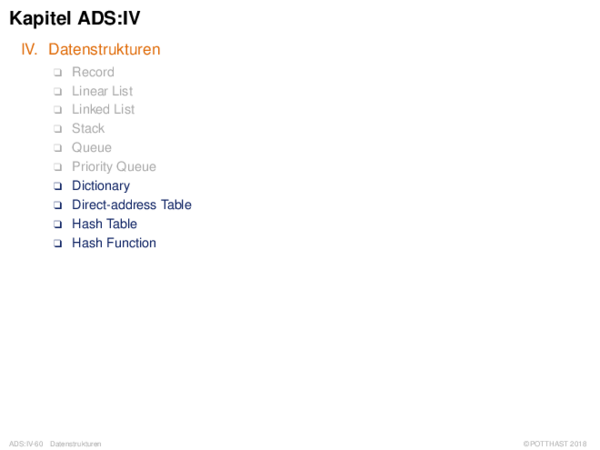 Kapitel ADS:IV
IV. Datenstrukturen
❑ Record
❑ Linear List
❑ Linked List
❑ Stack
❑ Queue
❑ Priority Queue
❑ Dictionary
❑ Direct-address Table
❑ Hash Table
❑ Hash Function
ADS:IV-60 Datenstrukturen ©POTTHAST 2018